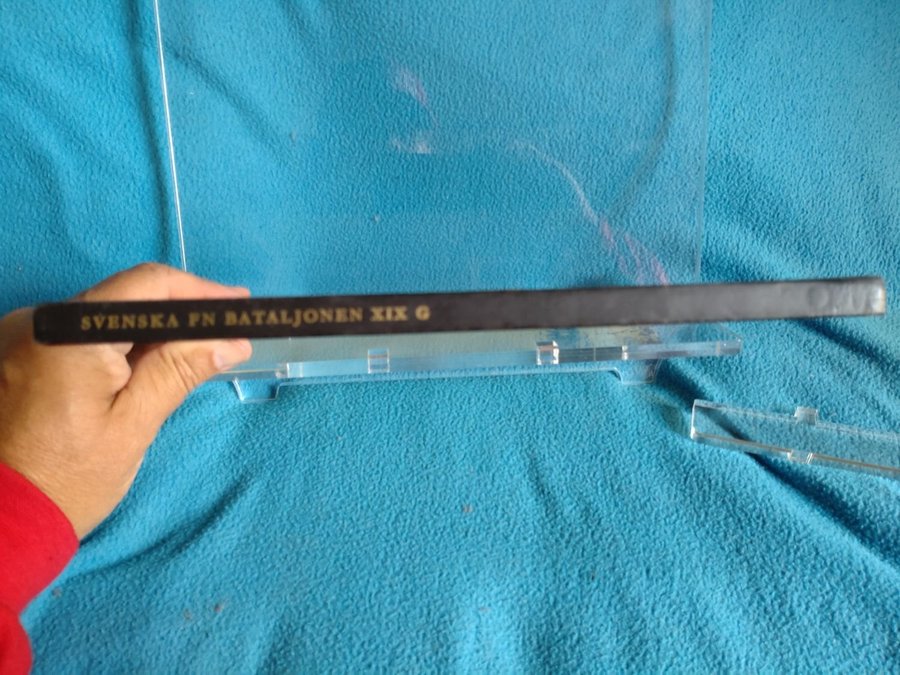 SVENSKA FN BATALJONEN XIX G